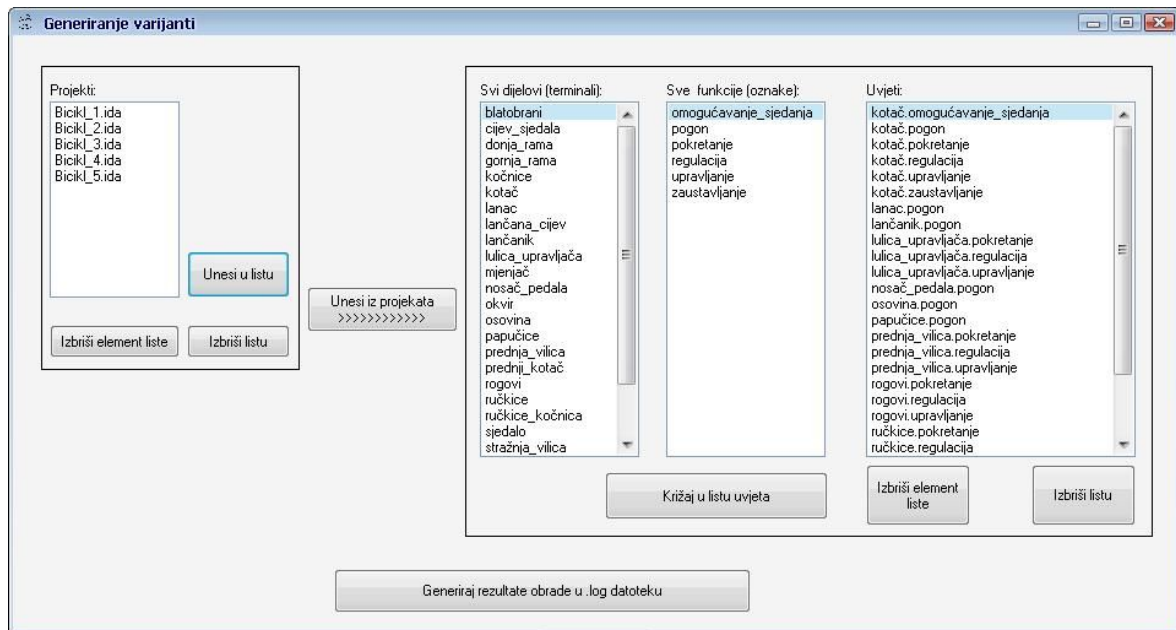 Generiranje varijanti
Projekti:
Bicikl_1.ida
Bicikl_2.ida
Bicikl_3.ida
Bicikl_4.ida
Bicikl_5.ida
Unesi u listu
Izbriši element liste
Izbriši listu
Unesi iz projekata
>>>>>>>>>>>>
Svi dijelovi (terminali):
blatobrani
cijev_sjedala
donja_rama
gornja_rama
kočnice
kotač
lanac
lančana_cijev
lančanik
lulica_upravljača
mjenjač
nosač_pedala
okvir
osovina
papučice
prednja_vilica
prednji_kotač
rogovi
ručkice
ručkice_kočnica
sjedalo
stražnja_vilica
Sve funkcije (oznake):
omogućavanje_sjedanja
pogon
pokretanje
regulacija
upravljanje
zaustavljanje
Križaj u listu uvjeta
Uvjeti:
kotač.omogućavanje_sjedanja
kotač.pogon
kotač.pokretanje
kotač.regulacija
kotač.upravljanje
kotač.zaustavljanje
lanac.pogon
lančanik.pogon
lulica_upravljača.pokretanje
lulica_upravljača.regulacija
lulica_upravljača.upravljanje
nosač_pedala.pogon
osovina.pogon
papučice.pogon
prednja_vilica.pokretanje
prednja_vilica.regulacija
prednja_vilica.upravljanje
rogovi.pokretanje
rogovi.regulacija
rogovi.upravljanje
ručkice.pokretanje
ručkice.regulacija
Izbriši element
liste
Izbriši listu
Generiraj rezultate obrade u .log datoteku